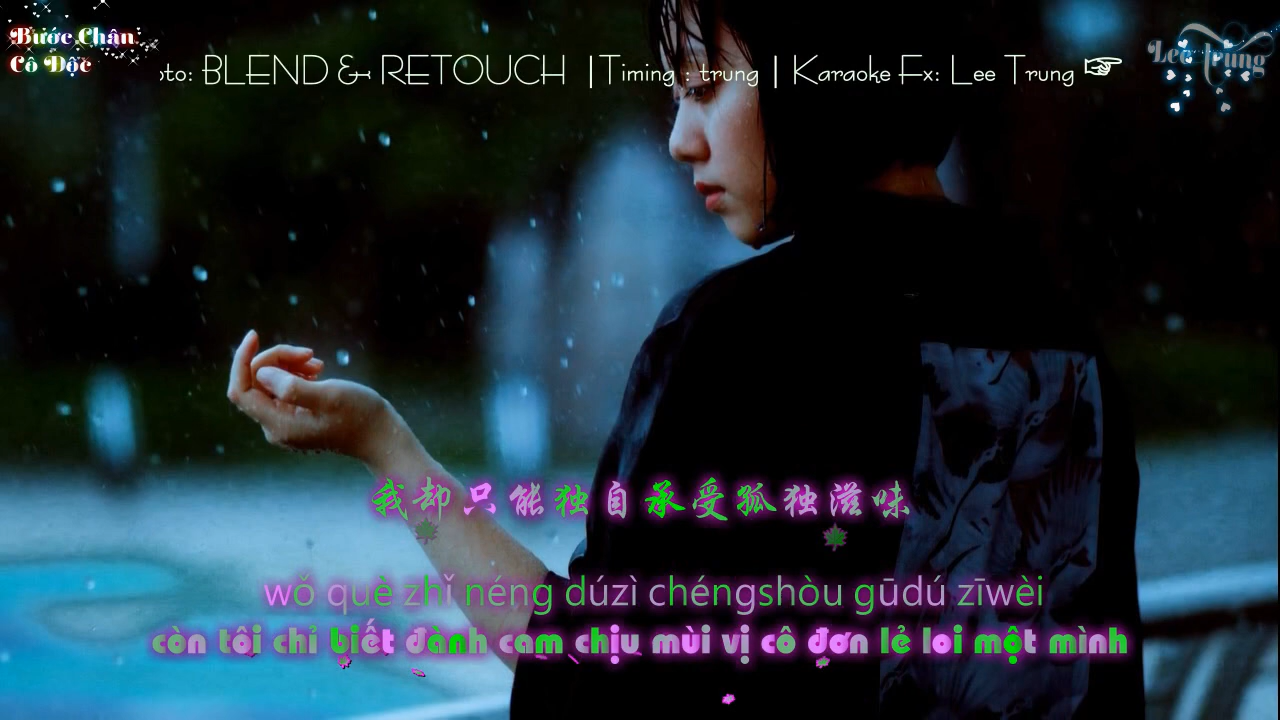 Bước Chân
Cô Độc
oto: BLEND & RETOUCH | Timing : trung | Karaoke Fx: Lee Trung ☞
Lee Trung
我却只能独自承受孤独滋味
wǒ què zhǐ néng dúzì chéngshòu gūdú zīwèi
còn tôi chỉ biết đành cam chịu mùi vị cô đơn lẻ loi một mình